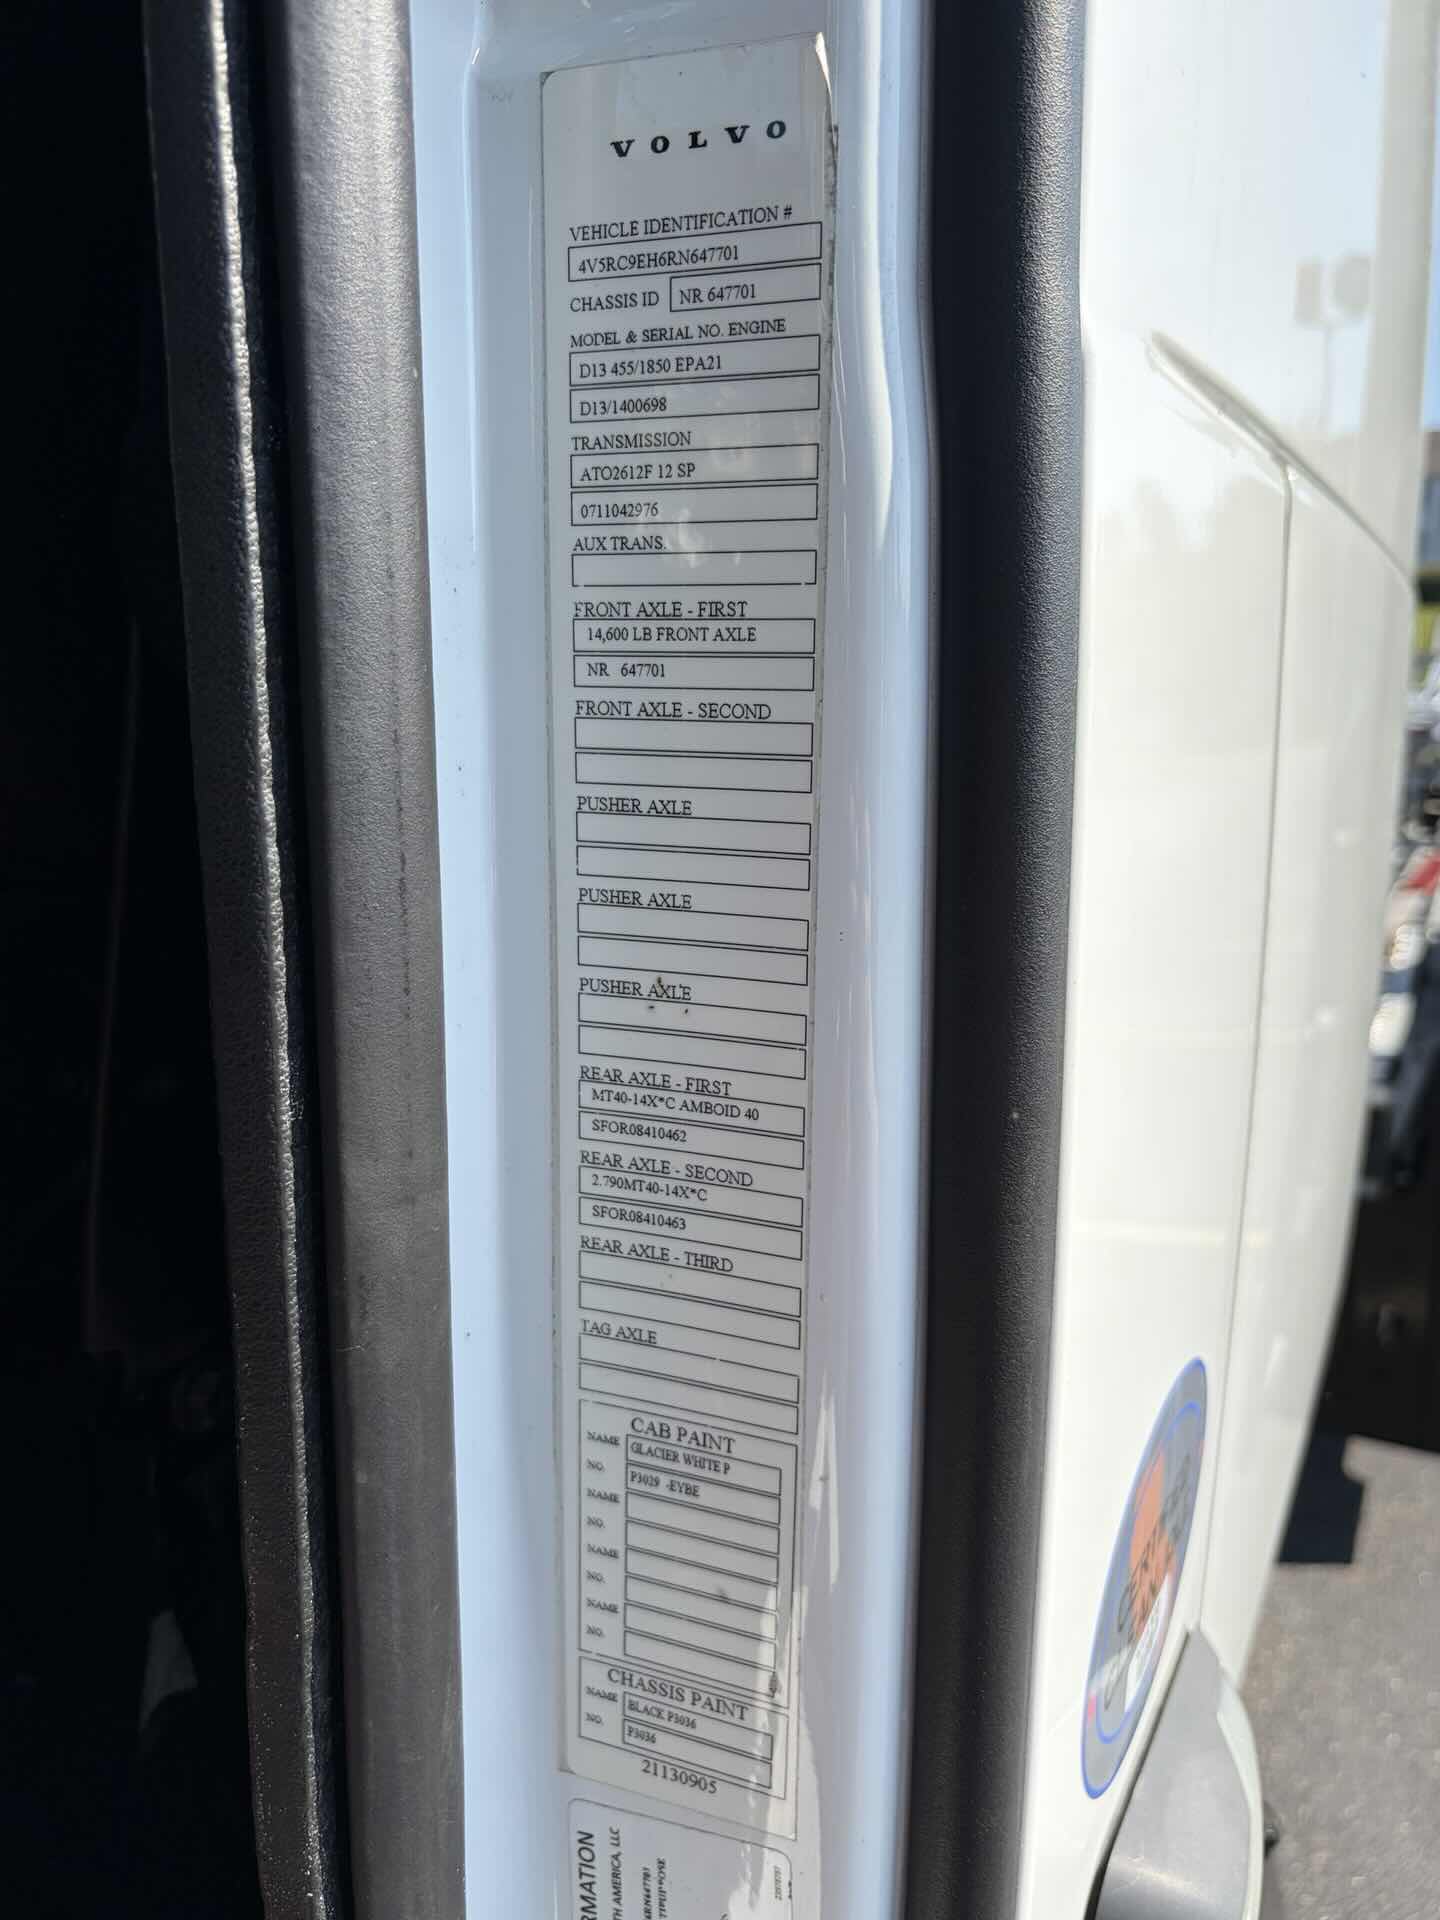 VOLVO
VEHICLE IDENTIFICATION #
4V5RC9EH6RN647701
CHASSIS ID NR 647701
MODEL & SERIAL NO. ENGINE
D13 455/1850 EPA21
D13/1400698
TRANSMISSION
ATO2612F 12 SP
0711042976
AUX TRANS.
FRONT AXLE - FIRST
14,600 LB FRONT AXLE
NR 647701
FRONT AXLE - SECOND
PUSHER AXLE
PUSHER AXLE
PUSHER AXLE
REAR AXLE - FIRST
MT40-14X*C AMBOID 40
SFOR08410462
REAR AXLE - SECOND
2.790MT40-14X*C
SFOR08410463
REAR AXLE - THIRD
TAG AXLE
CAB PAINT
NAME GLACIER WHITE P
NO. P3029 -EYBE
NAME
NO.
NAME
NO.
NAME
NO.
CHASSIS PAINT
NAME BLACK P3036
NO. P3036
21130905
RMATION
TH AMERICA, LLC